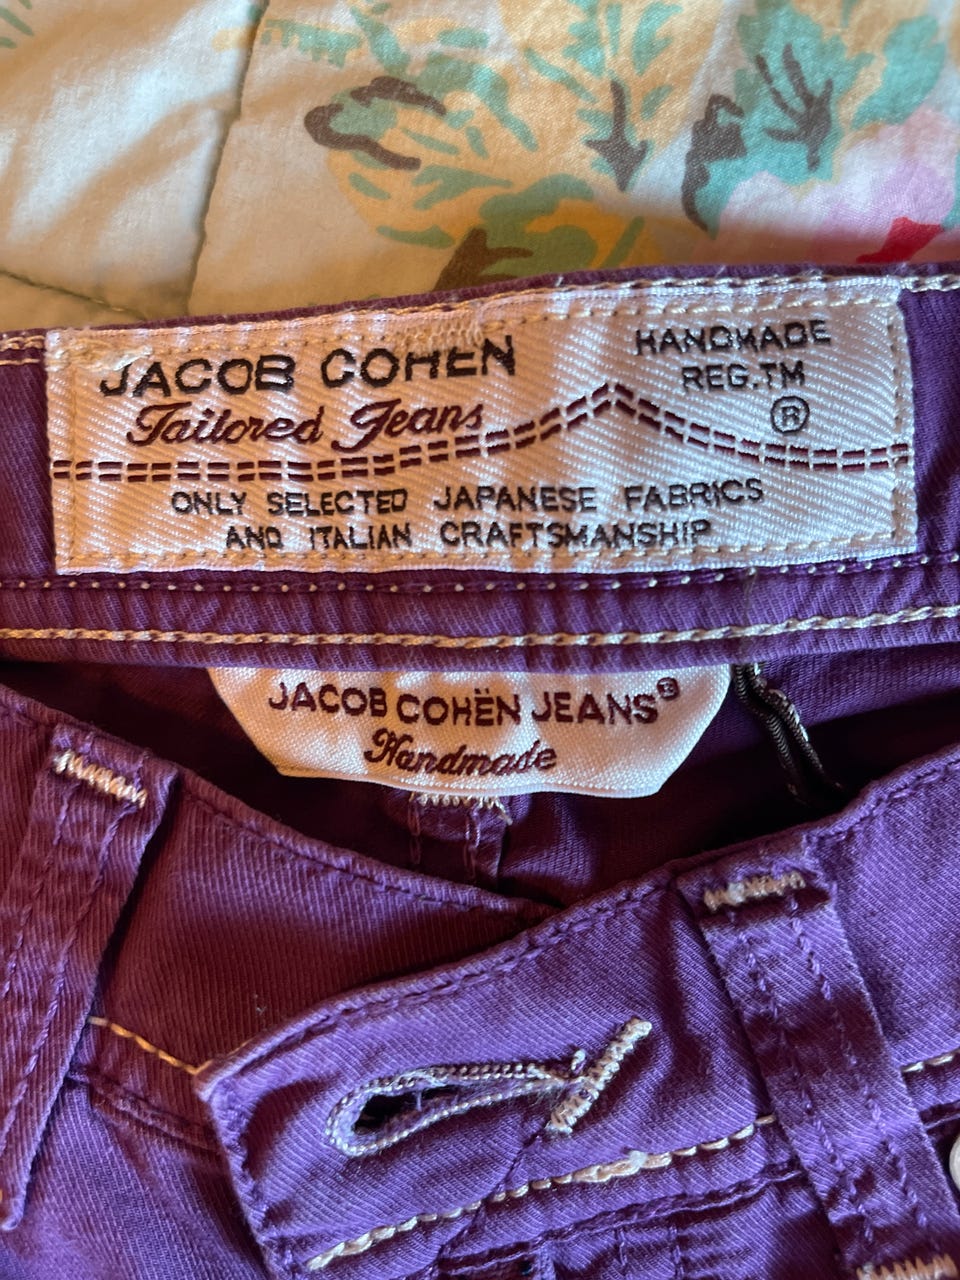 JACOB COHEN
Tailored Jeans
HANDMADE
REG.TM
®
ONLY SELECTED JAPANESE FABRICS
AND ITALIAN CRAFTSMANSHIP
JACOB COHËN JEANS®
Handmade